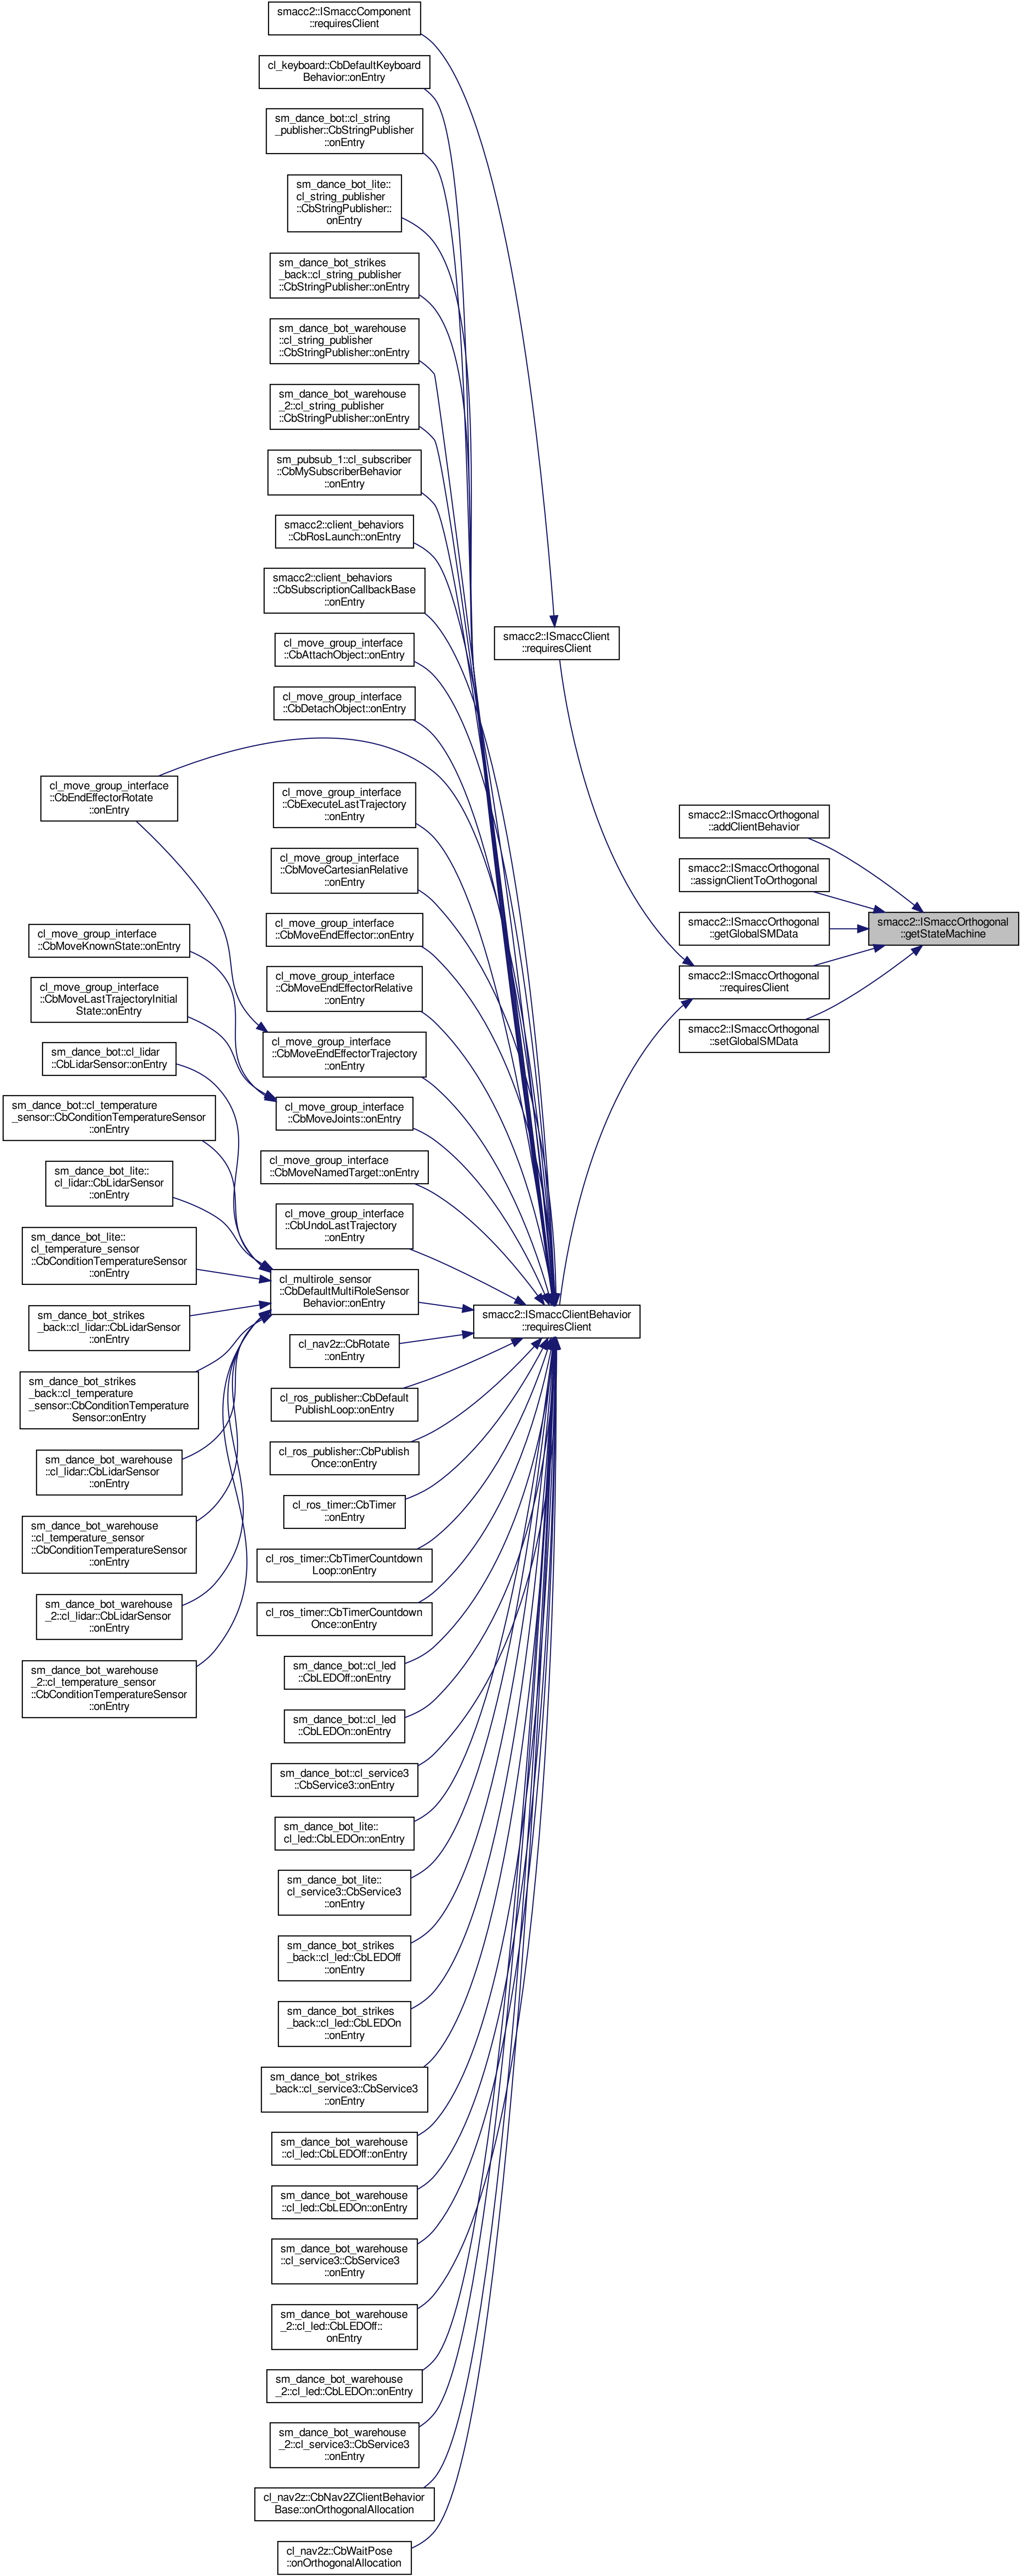 smacc2::ISmaccComponent
::requiresClient
cl_keyboard::CbDefaultKeyboard
Behavior::onEntry
sm_dance_bot::cl_string
_publisher::CbStringPublisher
::onEntry
sm_dance_bot_lite::
cl_string_publisher
::CbStringPublisher::
onEntry
sm_dance_bot_strikes
_back::cl_string_publisher
::CbStringPublisher::onEntry
sm_dance_bot_warehouse
::cl_string_publisher
::CbStringPublisher::onEntry
sm_dance_bot_warehouse
_2::cl_string_publisher
::CbStringPublisher::onEntry
sm_pubsub_1::cl_subscriber
::CbMySubscriberBehavior
::onEntry
smacc2::client_behaviors
::CbRosLaunch::onEntry
smacc2::client_behaviors
::CbSubscriptionCallbackBase
::onEntry
cl_move_group_interface
::CbAttachObject::onEntry
cl_move_group_interface
::CbDetachObject::onEntry
cl_move_group_interface
::CbExecuteLastTrajectory
::onEntry
cl_move_group_interface
::CbMoveCartesianRelative
::onEntry
cl_move_group_interface
::CbMoveEndEffector::onEntry
cl_move_group_interface
::CbMoveEndEffectorRelative
::onEntry
cl_move_group_interface
::CbMoveEndEffectorTrajectory
::onEntry
cl_move_group_interface
::CbMoveJoints::onEntry
cl_move_group_interface
::CbMoveNamedTarget::onEntry
cl_move_group_interface
::CbUndoLastTrajectory
::onEntry
cl_multirole_sensor
::CbDefaultMultiRoleSensor
Behavior::onEntry
cl_nav2z::CbRotate
::onEntry
cl_ros_publisher::CbDefault
PublishLoop::onEntry
cl_ros_publisher::CbPublish
Once::onEntry
cl_ros_timer::CbTimer
::onEntry
cl_ros_timer::CbTimerCountdown
Loop::onEntry
cl_ros_timer::CbTimerCountdown
Once::onEntry
sm_dance_bot::cl_led
::CbLEDOff::onEntry
sm_dance_bot::cl_led
::CbLEDOn::onEntry
sm_dance_bot::cl_service3
::CbService3::onEntry
sm_dance_bot_lite::
cl_led::CbLEDOn::onEntry
sm_dance_bot_lite::
cl_service3::CbService3
::onEntry
sm_dance_bot_strikes
_back::cl_led::CbLEDOff
::onEntry
sm_dance_bot_strikes
_back::cl_led::CbLEDOn
::onEntry
sm_dance_bot_strikes
_back::cl_service3::CbService3
::onEntry
sm_dance_bot_warehouse
::cl_led::CbLEDOff::onEntry
sm_dance_bot_warehouse
::cl_led::CbLEDOn::onEntry
sm_dance_bot_warehouse
::cl_service3::CbService3
::onEntry
sm_dance_bot_warehouse
_2::cl_led::CbLEDOff::
onEntry
sm_dance_bot_warehouse
_2::cl_led::CbLEDOn::onEntry
sm_dance_bot_warehouse
_2::cl_service3::CbService3
::onEntry
cl_nav2z::CbNav2ZClientBehavior
Base::onOrthogonalAllocation
cl_nav2z::CbWaitPose
::onOrthogonalAllocation
cl_move_group_interface
::CbEndEffectorRotate
::onEntry
cl_move_group_interface
::CbMoveKnownState::onEntry
cl_move_group_interface
::CbMoveLastTrajectoryInitial
State::onEntry
sm_dance_bot::cl_lidar
::CbLidarSensor::onEntry
sm_dance_bot::cl_temperature
_sensor::CbConditionTemperatureSensor
::onEntry
sm_dance_bot_lite::
cl_lidar::CbLidarSensor
::onEntry
sm_dance_bot_lite::
cl_temperature_sensor
::CbConditionTemperatureSensor
::onEntry
sm_dance_bot_strikes
_back::cl_lidar::CbLidarSensor
::onEntry
sm_dance_bot_strikes
_back::cl_temperature
_sensor::CbConditionTemperature
Sensor::onEntry
sm_dance_bot_warehouse
::cl_lidar::CbLidarSensor
::onEntry
sm_dance_bot_warehouse
::cl_temperature_sensor
::CbConditionTemperatureSensor
::onEntry
sm_dance_bot_warehouse
_2::cl_lidar::CbLidarSensor
::onEntry
sm_dance_bot_warehouse
_2::cl_temperature_sensor
::CbConditionTemperatureSensor
::onEntry
smacc2::ISmaccClient
::requiresClient
smacc2::ISmaccClientBehavior
::requiresClient
smacc2::ISmaccOrthogonal
::addClientBehavior
smacc2::ISmaccOrthogonal
::assignClientToOrthogonal
smacc2::ISmaccOrthogonal
::getGlobalSMData
smacc2::ISmaccOrthogonal
::requiresClient
smacc2::ISmaccOrthogonal
::setGlobalSMData
smacc2::ISmaccOrthogonal
::getStateMachine